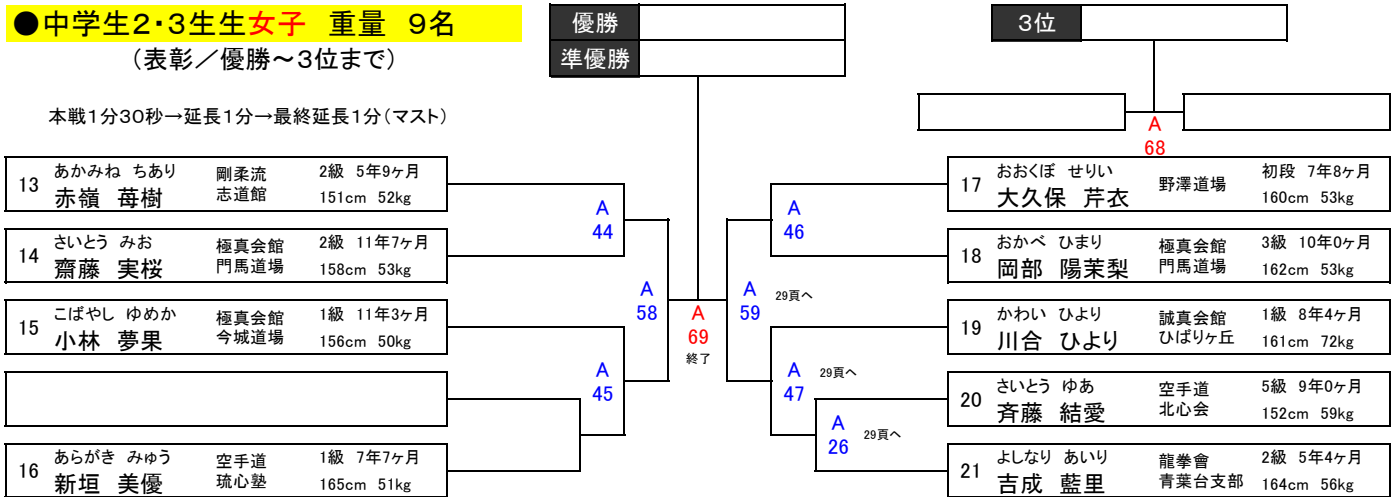 ●中学生2・3生生女子 重量 9名
(表彰／優勝～3位まで)
本戦1分30秒→延長1分→最終延長1分(マスト)
優勝
準優勝
3位
A
68
13 あかみね ちあり 剛柔流 2級 5年9ヶ月
赤嶺 苺樹 志道館 151cm 52kg
14 さいとう みお 極真会館 2級 11年7ヶ月
齋藤 実桜 門馬道場 158cm 53kg
15 こばやし ゆめか 極真会館 1級 11年3ヶ月
小林 夢果 今城道場 156cm 50kg
16 あらがき みゅう 空手道 1級 7年7ヶ月
新垣 美優 琉心塾 165cm 51kg
A
44
A
45
A
58
A
69
終了
A
59
29頁へ
A
46
A
47
29頁へ
A
26
29頁へ
17 おおくぼ せりい 野澤道場 初段 7年8ヶ月
大久保 芹衣 160cm 53kg
18 おかべ ひまり 極真会館 3級 10年0ヶ月
岡部 陽茉梨 門馬道場 162cm 53kg
19 かわい ひより 誠真会館 1級 8年4ヶ月
川合 ひより ひばりヶ丘 161cm 72kg
20 さいとう ゆあ 空手道 5級 9年0ヶ月
斉藤 結愛 北心会 152cm 59kg
21 よしなり あいり 龍拳會 2級 5年4ヶ月
吉成 藍里 青葉台支部 164cm 56kg